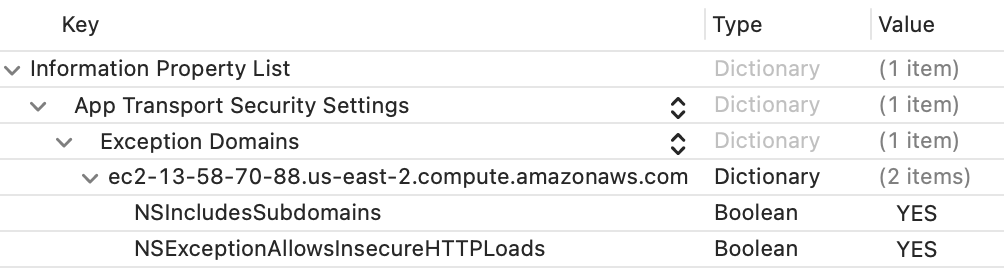 Key Type Value
Information Property List Dictionary (1 item)
App Transport Security Settings Dictionary (1 item)
Exception Domains Dictionary (1 item)
ec2-13-58-70-88.us-east-2.compute.amazonaws.com Dictionary (2 items)
NSIncludesSubdomains Boolean YES
NSExceptionAllowsInsecureHTTPLoads Boolean YES